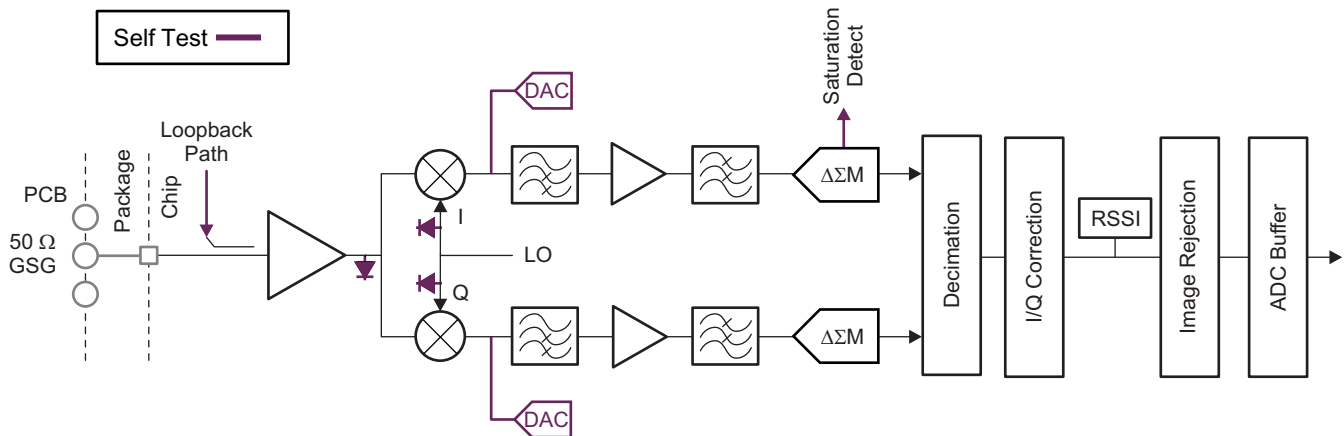 Self Test
DAC
Saturation
Detect
Loopback
Path
PCB
Package
Chip
50 Ω
GSG
I
LO
Q
ΔΣM
ΔΣM
DAC
Decimation
I/Q Correction
RSSI
Image Rejection
ADC Buffer